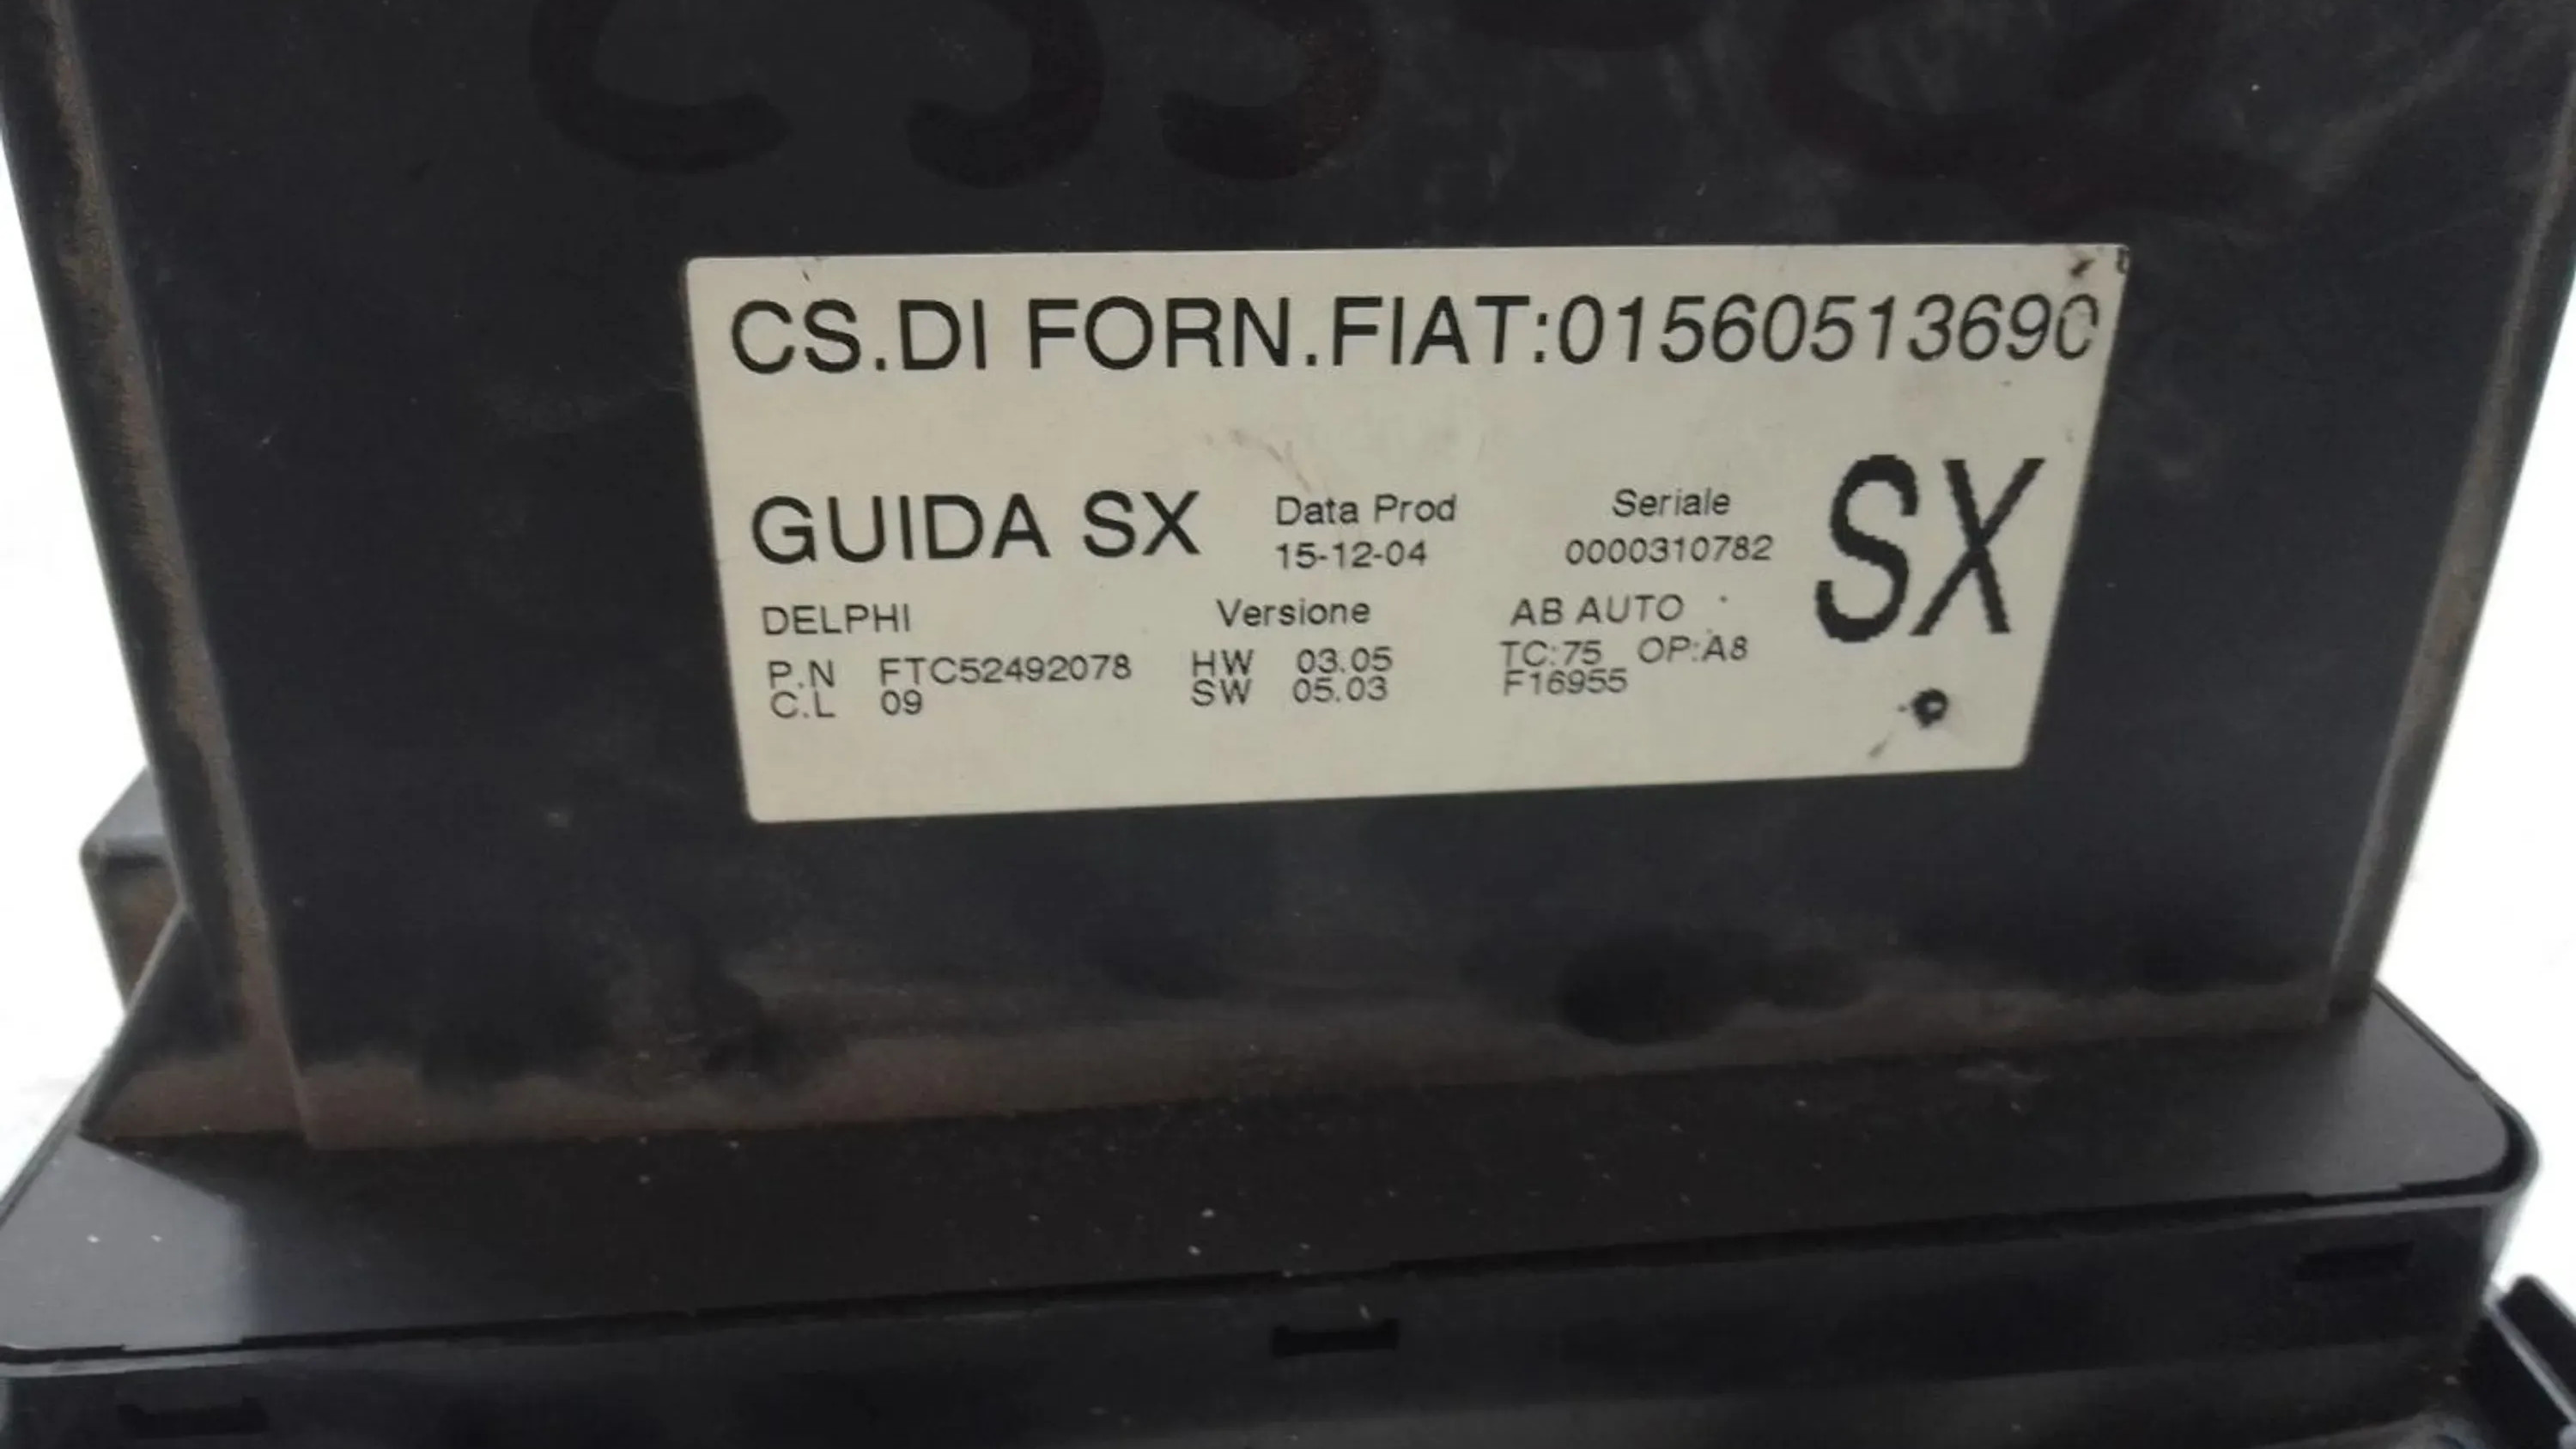 CS.DI FORN.FIAT:01560513690
GUIDA SX
Data Prod
15-12-04
Seriale
0000310782
SX
DELPHI
P.N FTC52492078
C.L 09
Versione
HW 03.05
SW 05.03
AB AUTO
TC:75 OP:A8
F16955